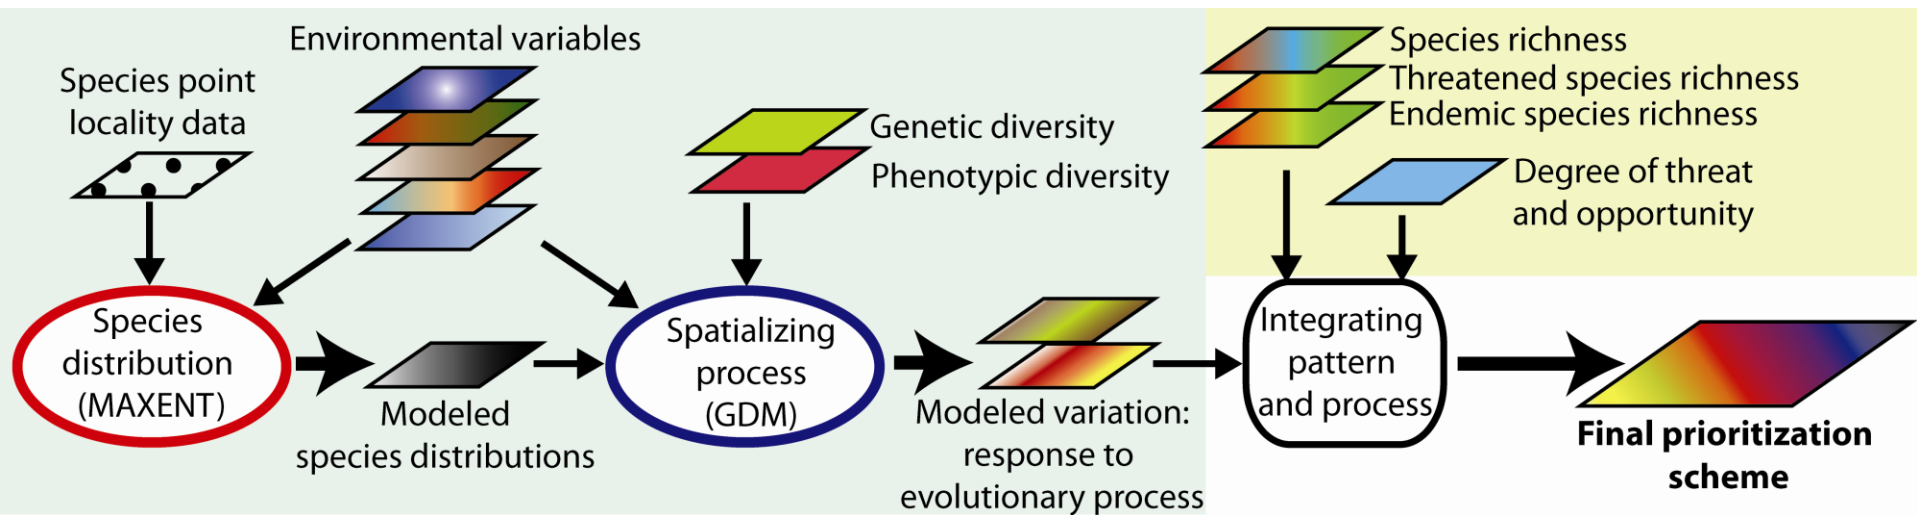 Environmental variables
Species point
locality data
Genetic diversity
Phenotypic diversity
Species richness
Threatened species richness
Endemic species richness
Degree of threat
and opportunity
Species
distribution
(MAXENT)
Modeled
species distributions
Spatializing
process
(GDM)
Modeled variation:
response to
evolutionary process
Integrating
pattern
and process
Final prioritization
scheme